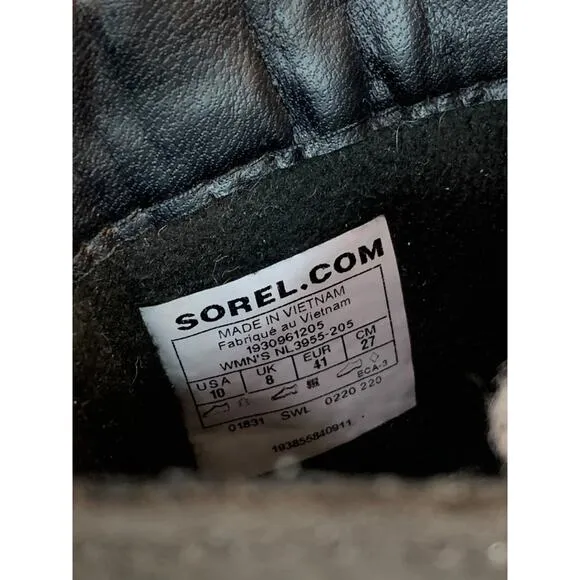 SOREL.COM
MADE IN VIETNAM
Fabriqué au Vietnam
1930961205
WMN'S NL3955-205
USA UK EUR CM
10 8 41 27
ECA-3
01831 SWL 0220 220
193855840911